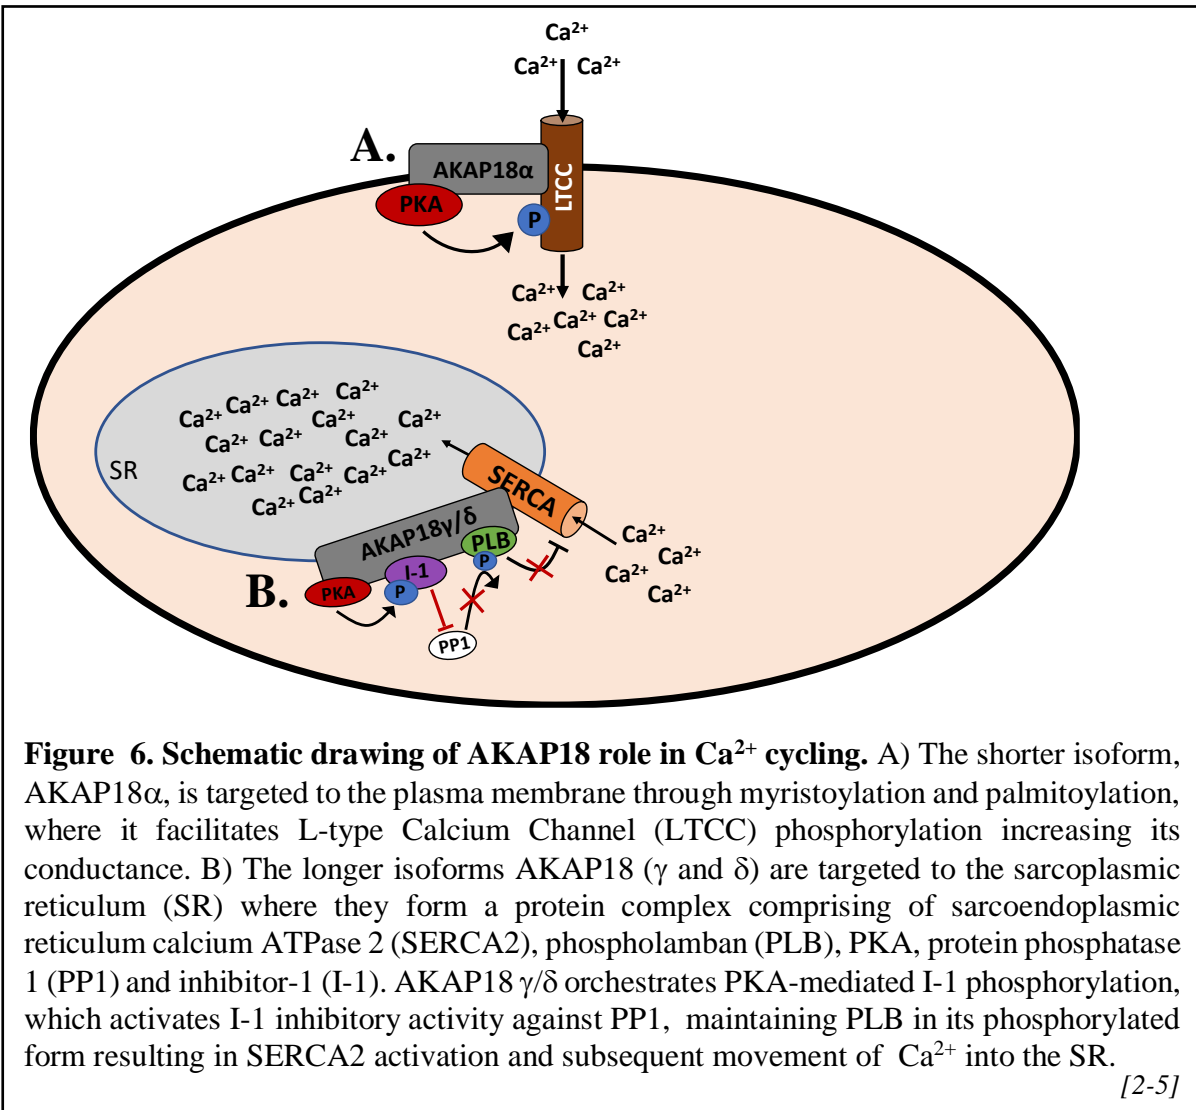 Ca²⁺
Ca²⁺ Ca²⁺
A.
AKAP18α
LTCC
PKA
P
Ca²⁺ Ca²⁺
Ca²⁺ Ca²⁺ Ca²⁺
Ca²⁺
Ca²⁺ Ca²⁺ Ca²⁺ Ca²⁺
Ca²⁺ Ca²⁺ Ca²⁺ Ca²⁺ Ca²⁺
SR
Ca²⁺ Ca²⁺ Ca²⁺ Ca²⁺ Ca²⁺
Ca²⁺ Ca²⁺
SERCA
AKAP18γ/δ
PLB
P
Ca²⁺
Ca²⁺
Ca²⁺
Ca²⁺
B.
PKA
I-1
P
PP1
Figure 6. Schematic drawing of AKAP18 role in Ca²⁺ cycling. A) The shorter isoform,
AKAP18α, is targeted to the plasma membrane through myristoylation and palmitoylation,
where it facilitates L-type Calcium Channel (LTCC) phosphorylation increasing its
conductance. B) The longer isoforms AKAP18 (γ and δ) are targeted to the sarcoplasmic
reticulum (SR) where they form a protein complex comprising of sarcoendoplasmic
reticulum calcium ATPase 2 (SERCA2), phospholamban (PLB), PKA, protein phosphatase
1 (PP1) and inhibitor-1 (I-1). AKAP18 γ/δ orchestrates PKA-mediated I-1 phosphorylation,
which activates I-1 inhibitory activity against PP1, maintaining PLB in its phosphorylated
form resulting in SERCA2 activation and subsequent movement of Ca²⁺ into the SR.
[2-5]